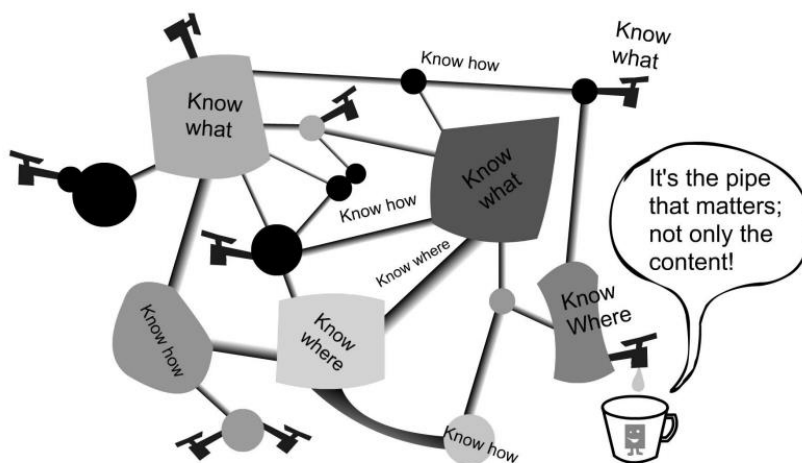 Know how
Know
what
Know
what
Know
what
Know how
Know where
It's the pipe
that matters;
not only the
content!
Know
Where
Know
where
Know how
Know how